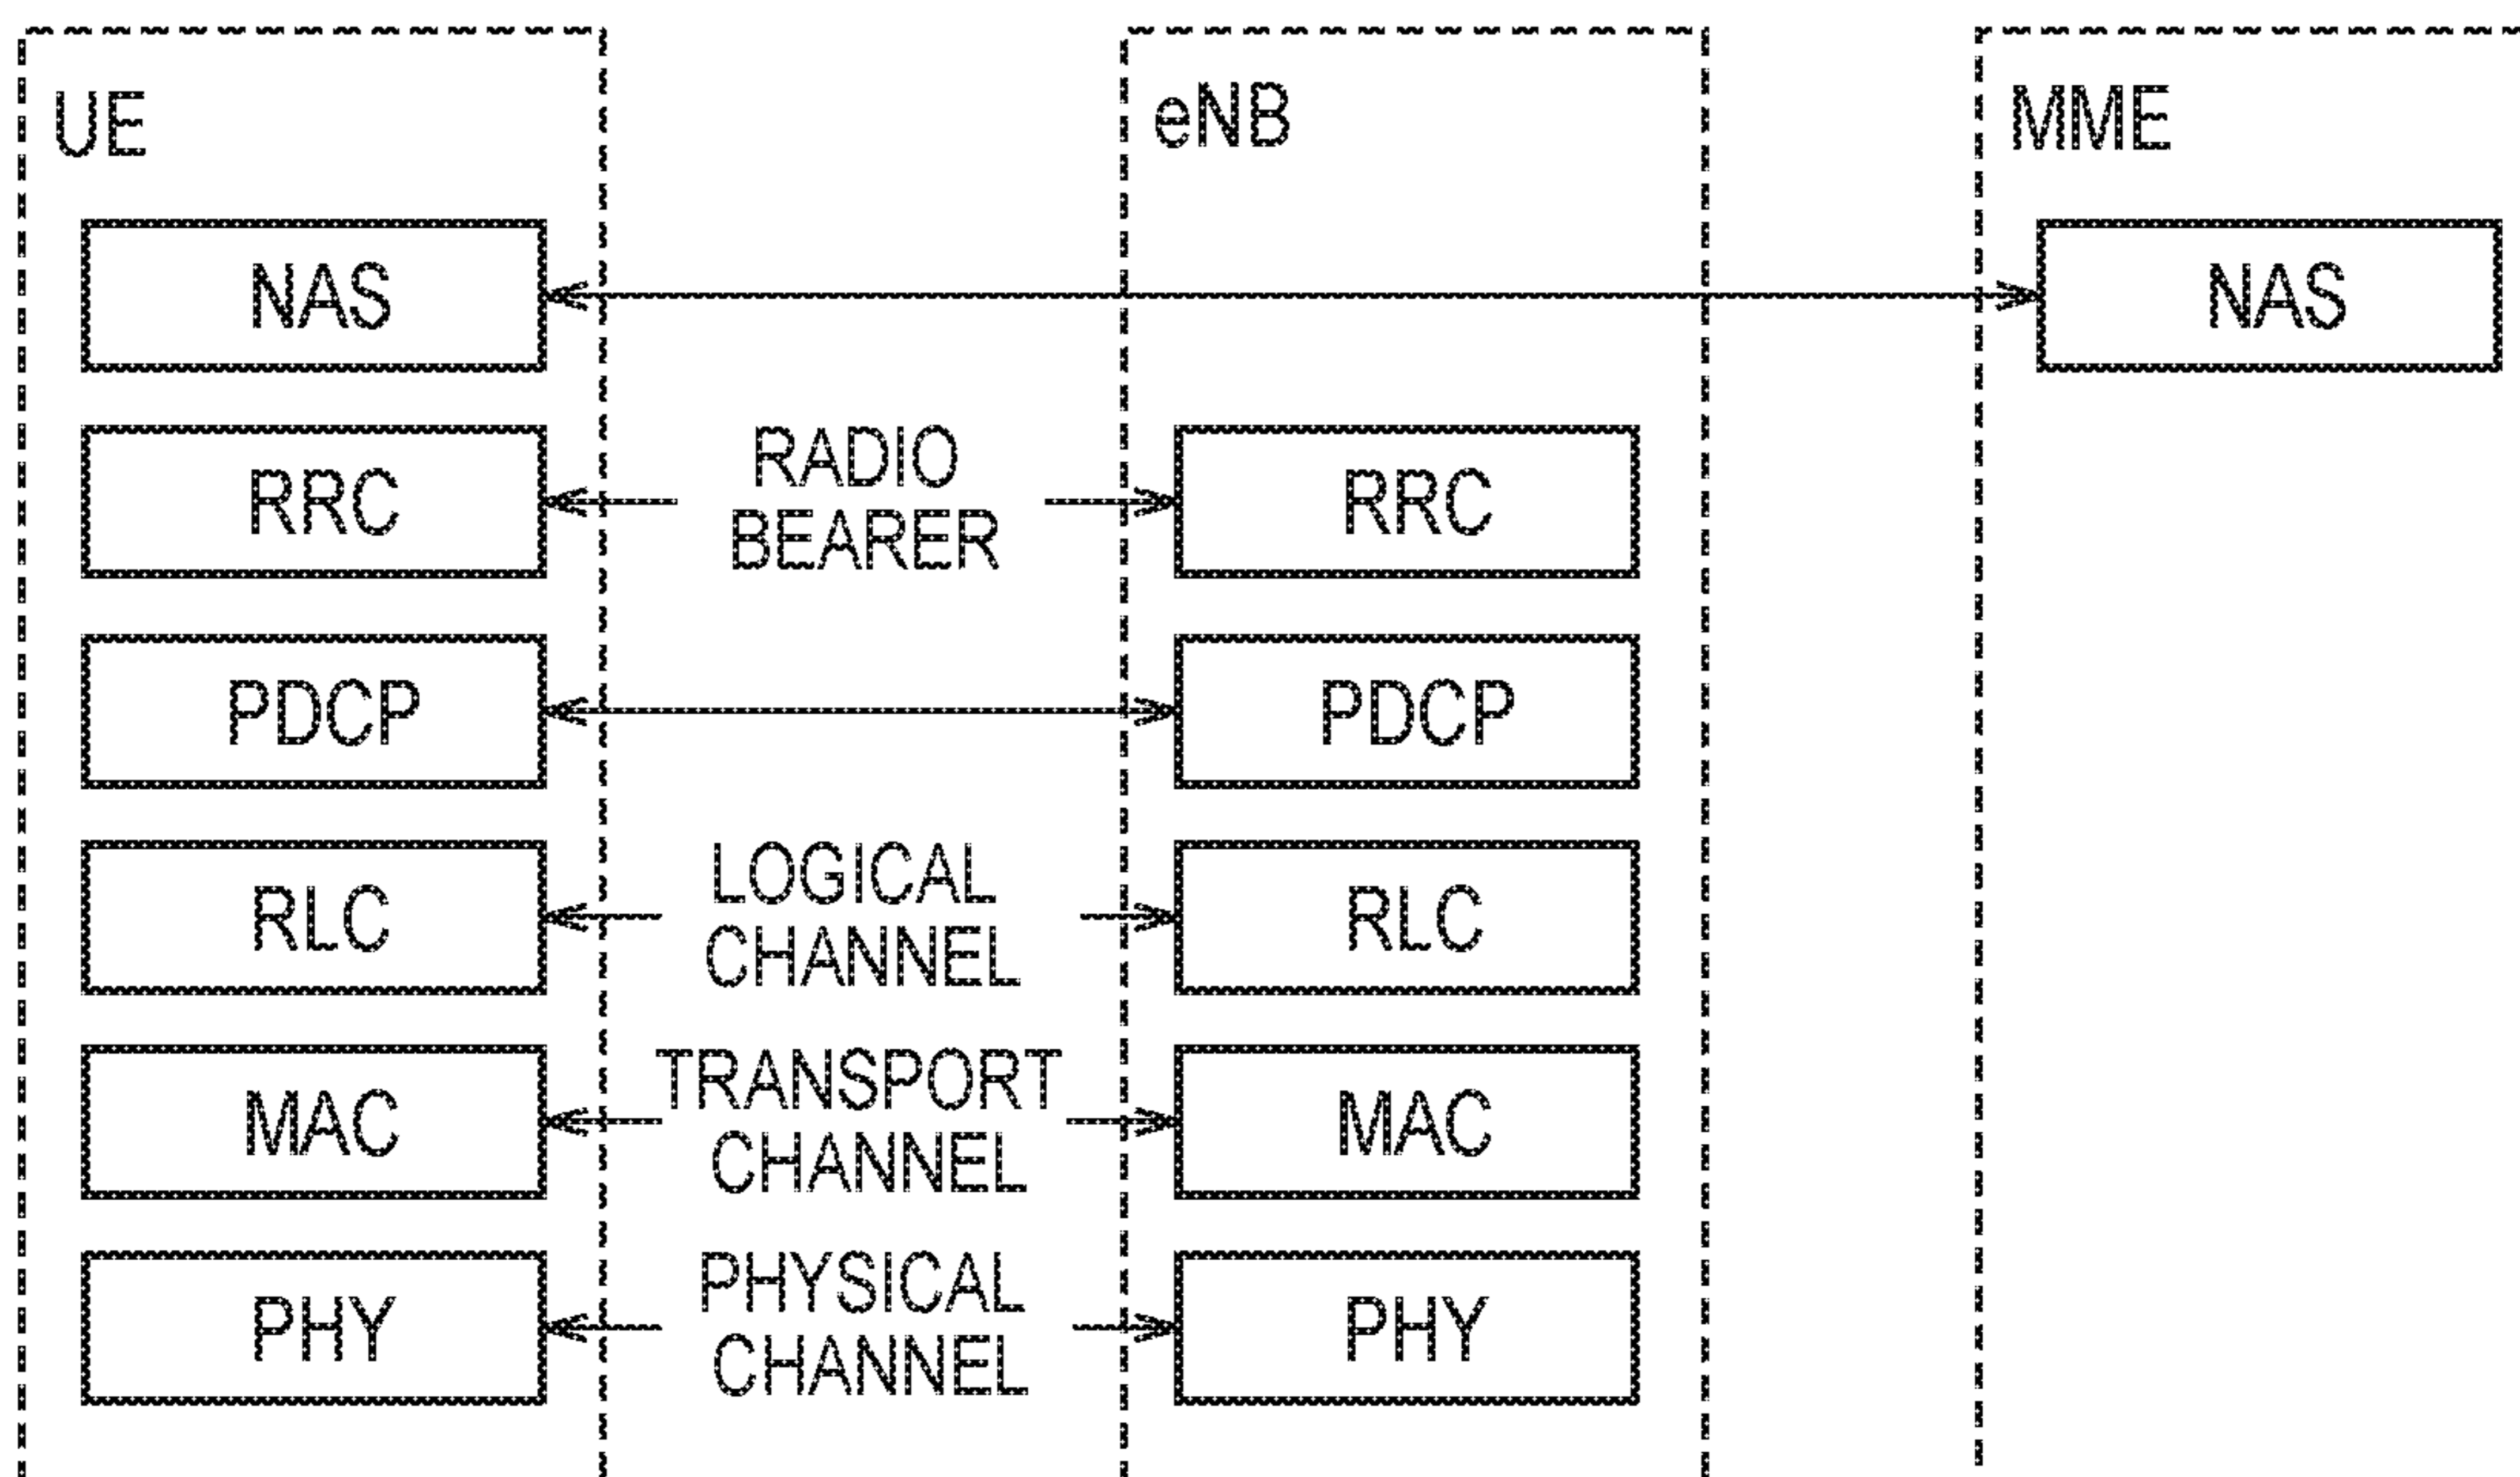 UE
eNB
MME
NAS
NAS
RRC
RADIO
BEARER
RRC
PDCP
PDCP
RLC
LOGICAL
CHANNEL
RLC
MAC
TRANSPORT
CHANNEL
MAC
PHY
PHYSICAL
CHANNEL
PHY